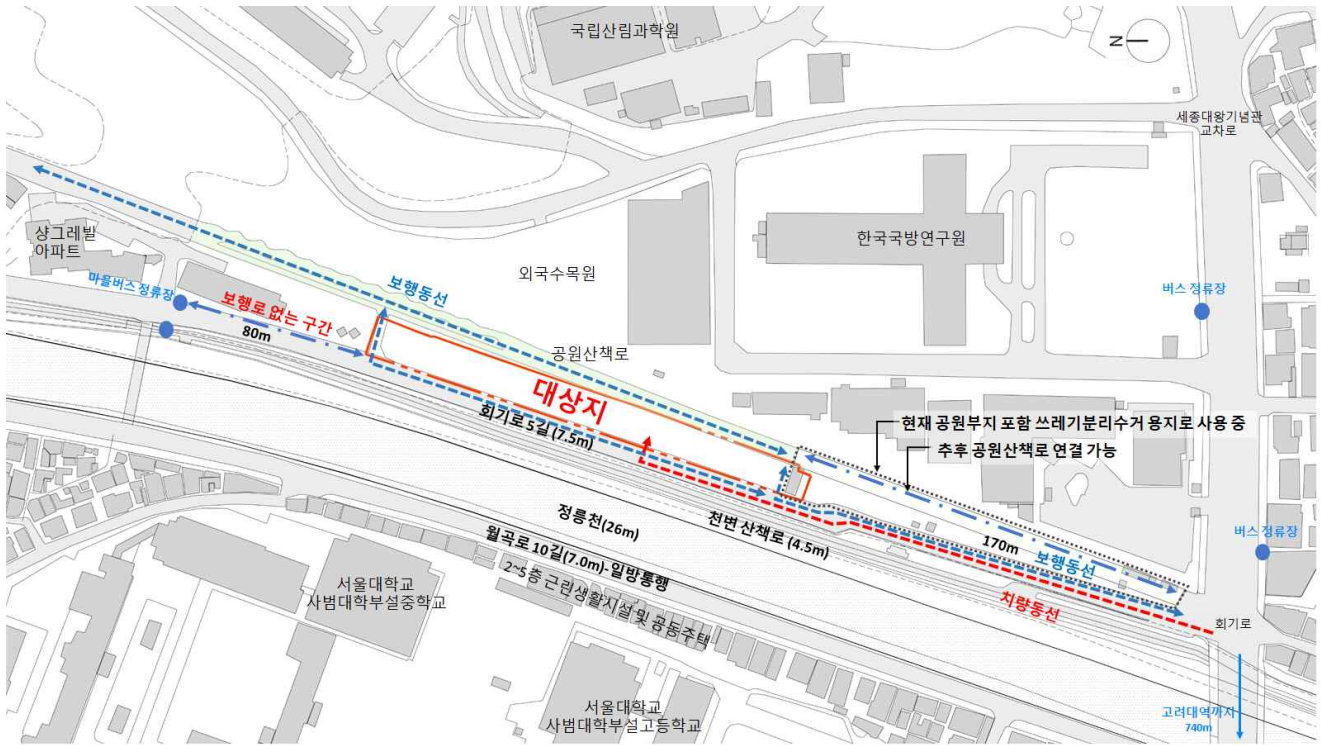 국립산림과학원
N
세종대왕기념관
교차로
샹그레빌
아파트
한국국방연구원
외국수목원
마을버스 정류장
보행동선
버스 정류장
보행로 없는 구간
80m
공원산책로
대상지
회기로 5길 (7.5m)
현재 공원부지 포함 쓰레기분리수거 용지로 사용 중
추후 공원산책로 연결 가능
정릉천(26m)
천변 산책로 (4.5m)
170m
보행동선
버스 정류장
월곡로 10길(7.0m)-일방통행
2~5층 근린생활시설 및 공동주택
차량동선
회기로
서울대학교
사범대학부설중학교
서울대학교
사범대학부설고등학교
고려대역까지
740m